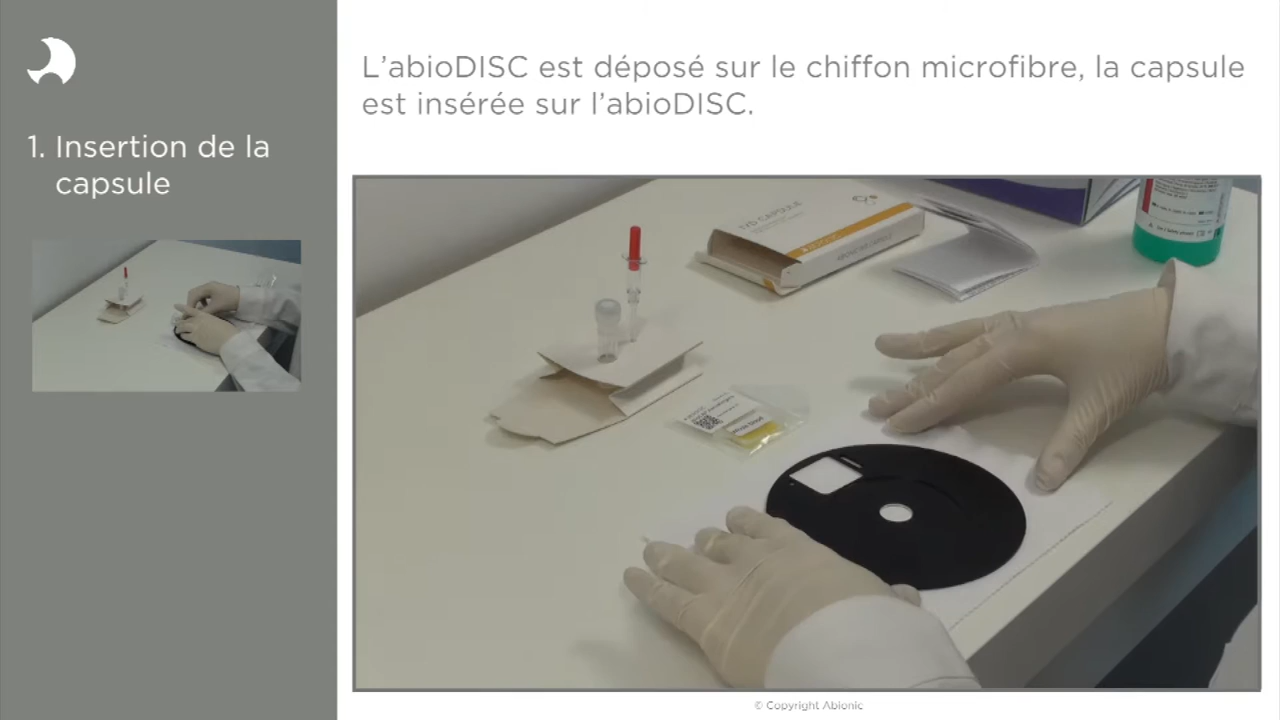 L'abioDISC est déposé sur le chiffon microfibre, la capsule
est insérée sur l'abioDISC.
1. Insertion de la
capsule
CAPSULE
© Copyright Abionic